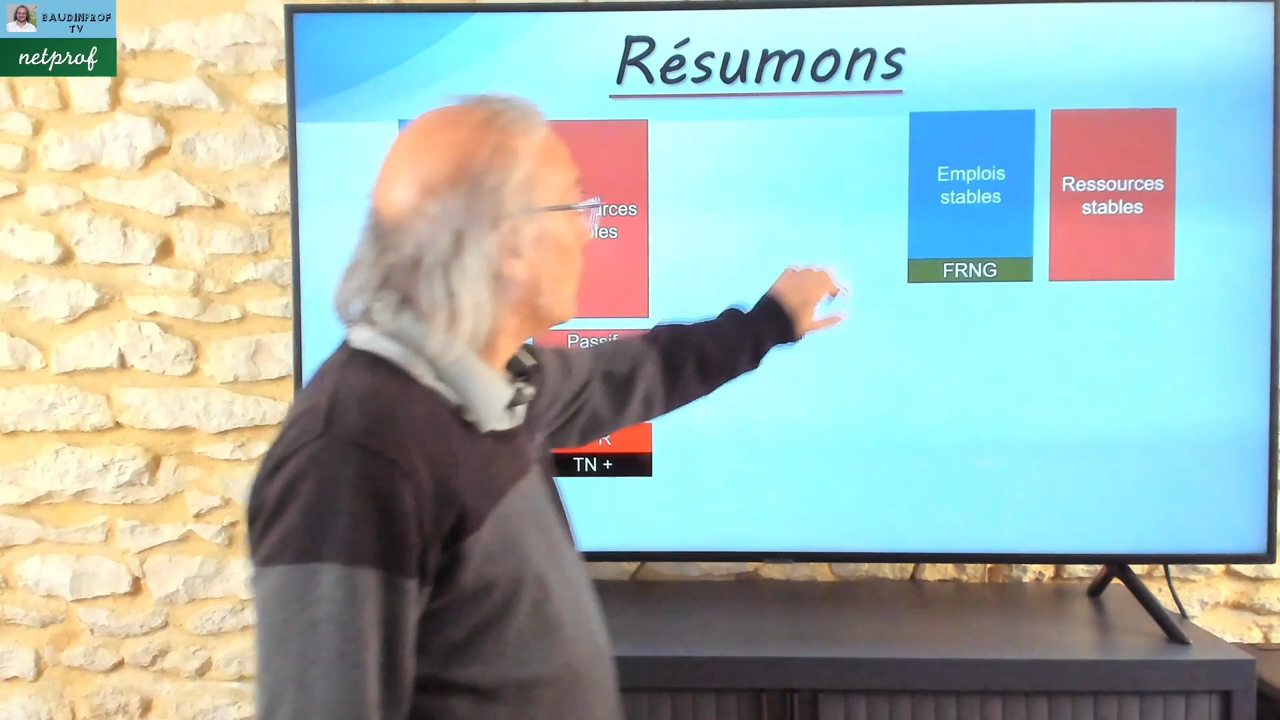 BAUDINPROF
TV
netprof
Résumons
Emplois
stables
Ressources
stables
FRNG
TN +